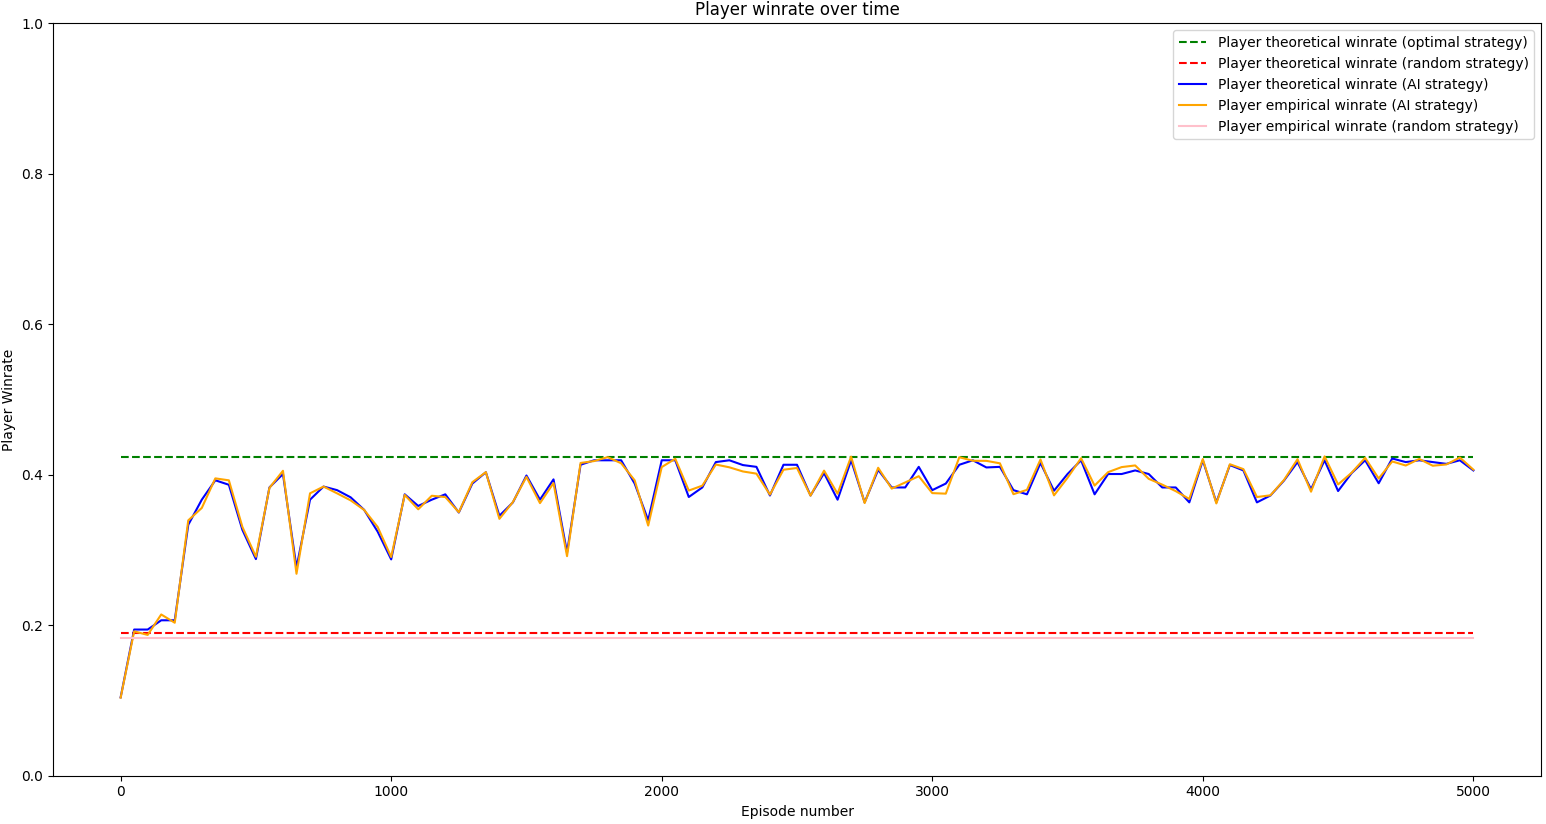 Player winrate over time
1.0
0.8
0.6
0.4
0.2
0.0
Player Winrate
Player theoretical winrate (optimal strategy)
Player theoretical winrate (random strategy)
Player theoretical winrate (AI strategy)
Player empirical winrate (AI strategy)
Player empirical winrate (random strategy)
0 1000 2000 3000 4000 5000
Episode number